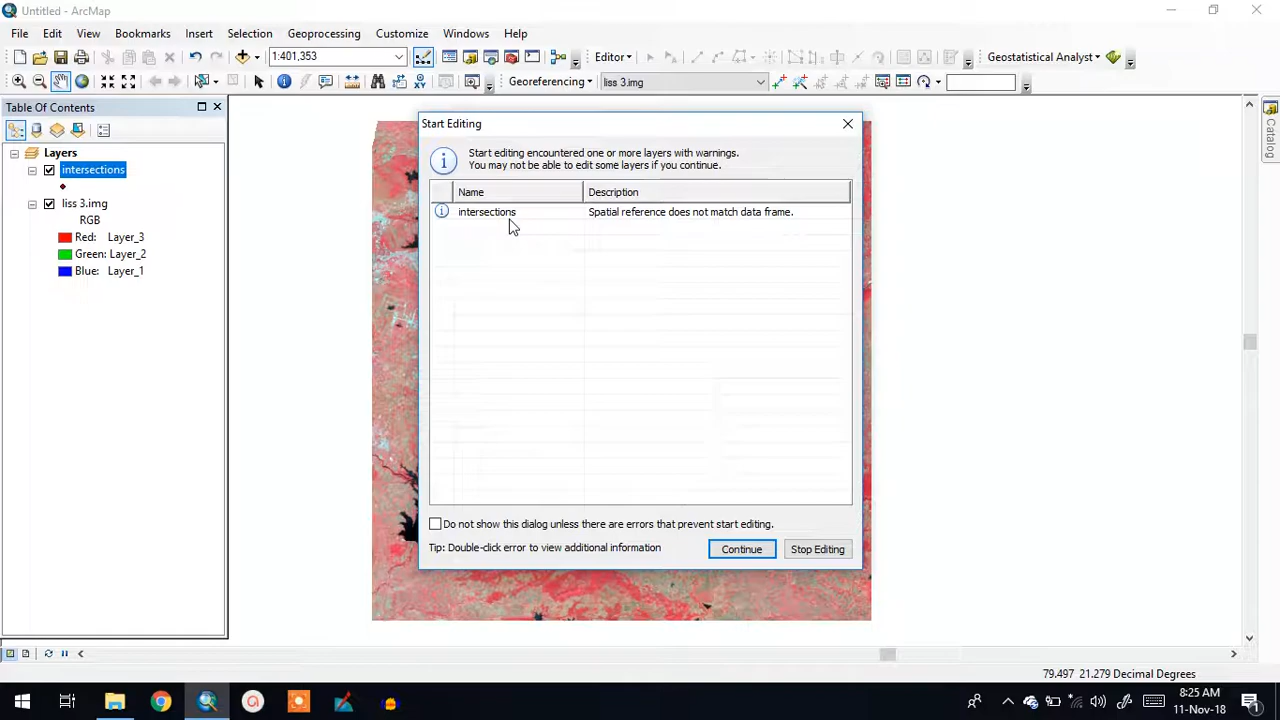 Untitled - ArcMap
File Edit View Bookmarks Insert Selection Geoprocessing Customize Windows Help
1:401,353 Editor Geostatistical Analyst
Georeferencing liss 3.img
Table Of Contents
Layers
intersections
liss 3.img
RGB
Red: Layer_3
Green: Layer_2
Blue: Layer_1
Start Editing
Start editing encountered one or more layers with warnings.
You may not be able to edit some layers if you continue.
Name Description
intersections Spatial reference does not match data frame.
Do not show this dialog unless there are errors that prevent start editing.
Tip: Double-click error to view additional information
Continue Stop Editing
Catalog
79.497 21.279 Decimal Degrees
8:25 AM
11-Nov-18
1